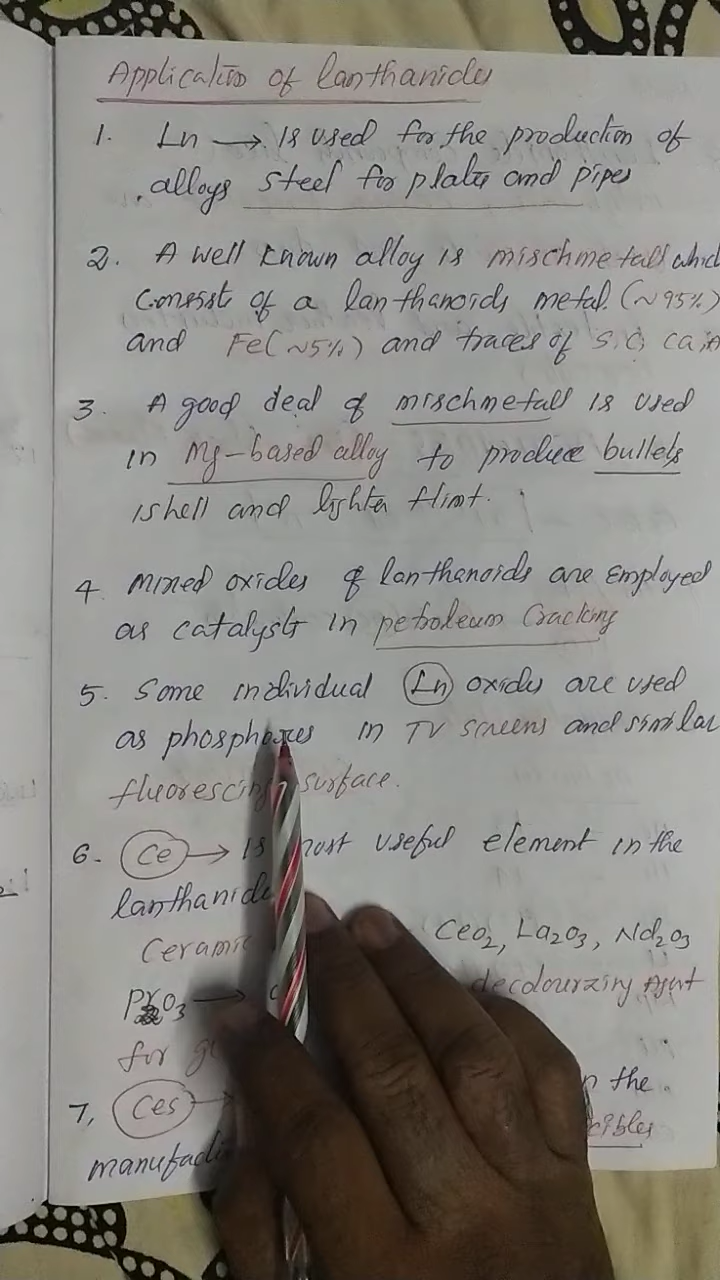 Application of lanthanides
1. Ln → Is used for the production of
alloys steel for plates and pipes
2. A well known alloy is mischmetall which
consist of a lanthanoids metal (~95%)
and Fe(~5%) and traces of S, C, Ca, A
3. A good deal of mischmetall is used
in Mg-based alloy to produce bullets
, shell and lighter flint.
4 Mixed oxides of lanthanoids are employed
as catalysts in petroleum cracking
5. Some individual Ln oxides are used
as in TV screens and similar
fluorescing surface.
6. Ce → is most useful element in the
lanthanide
Ceramic CeO2, La2O3, Nd2O3
→ decolourzing Agent
for
7, Ces → the